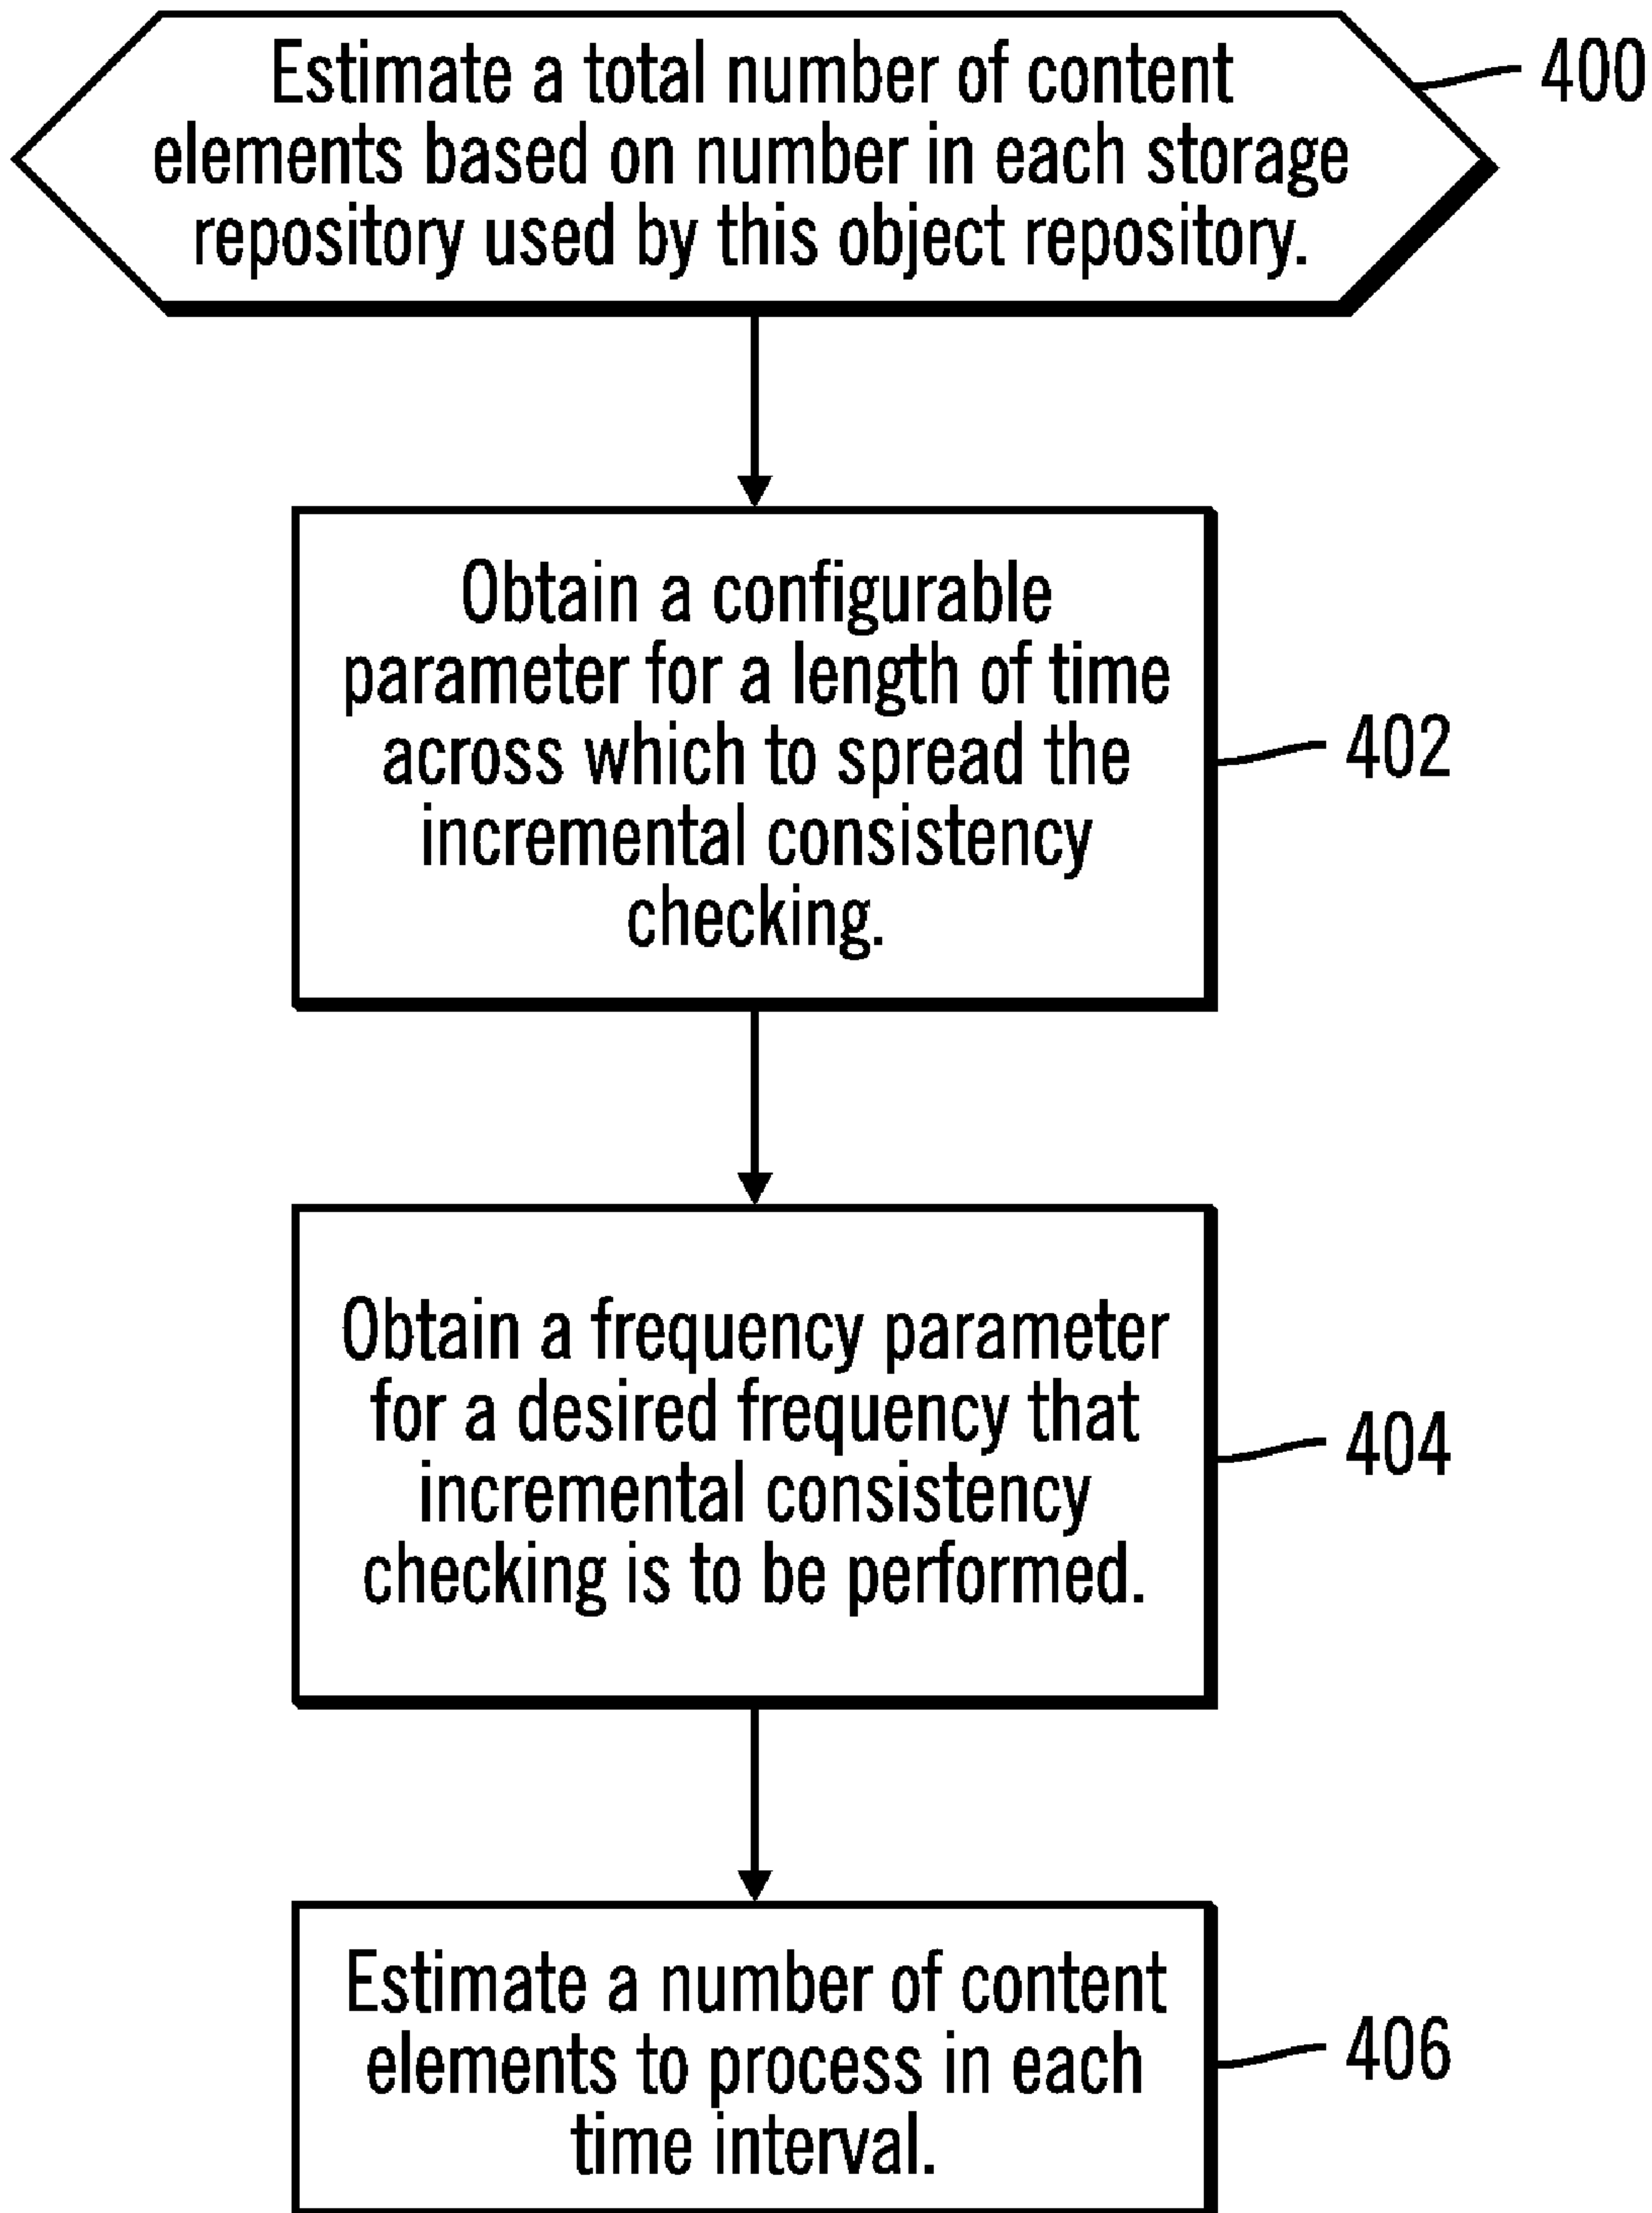 Estimate a total number of content
elements based on number in each storage
repository used by this object repository.
400
Obtain a configurable
parameter for a length of time
across which to spread the
incremental consistency
checking.
402
Obtain a frequency parameter
for a desired frequency that
incremental consistency
checking is to be performed.
404
Estimate a number of content
elements to process in each
time interval.
406